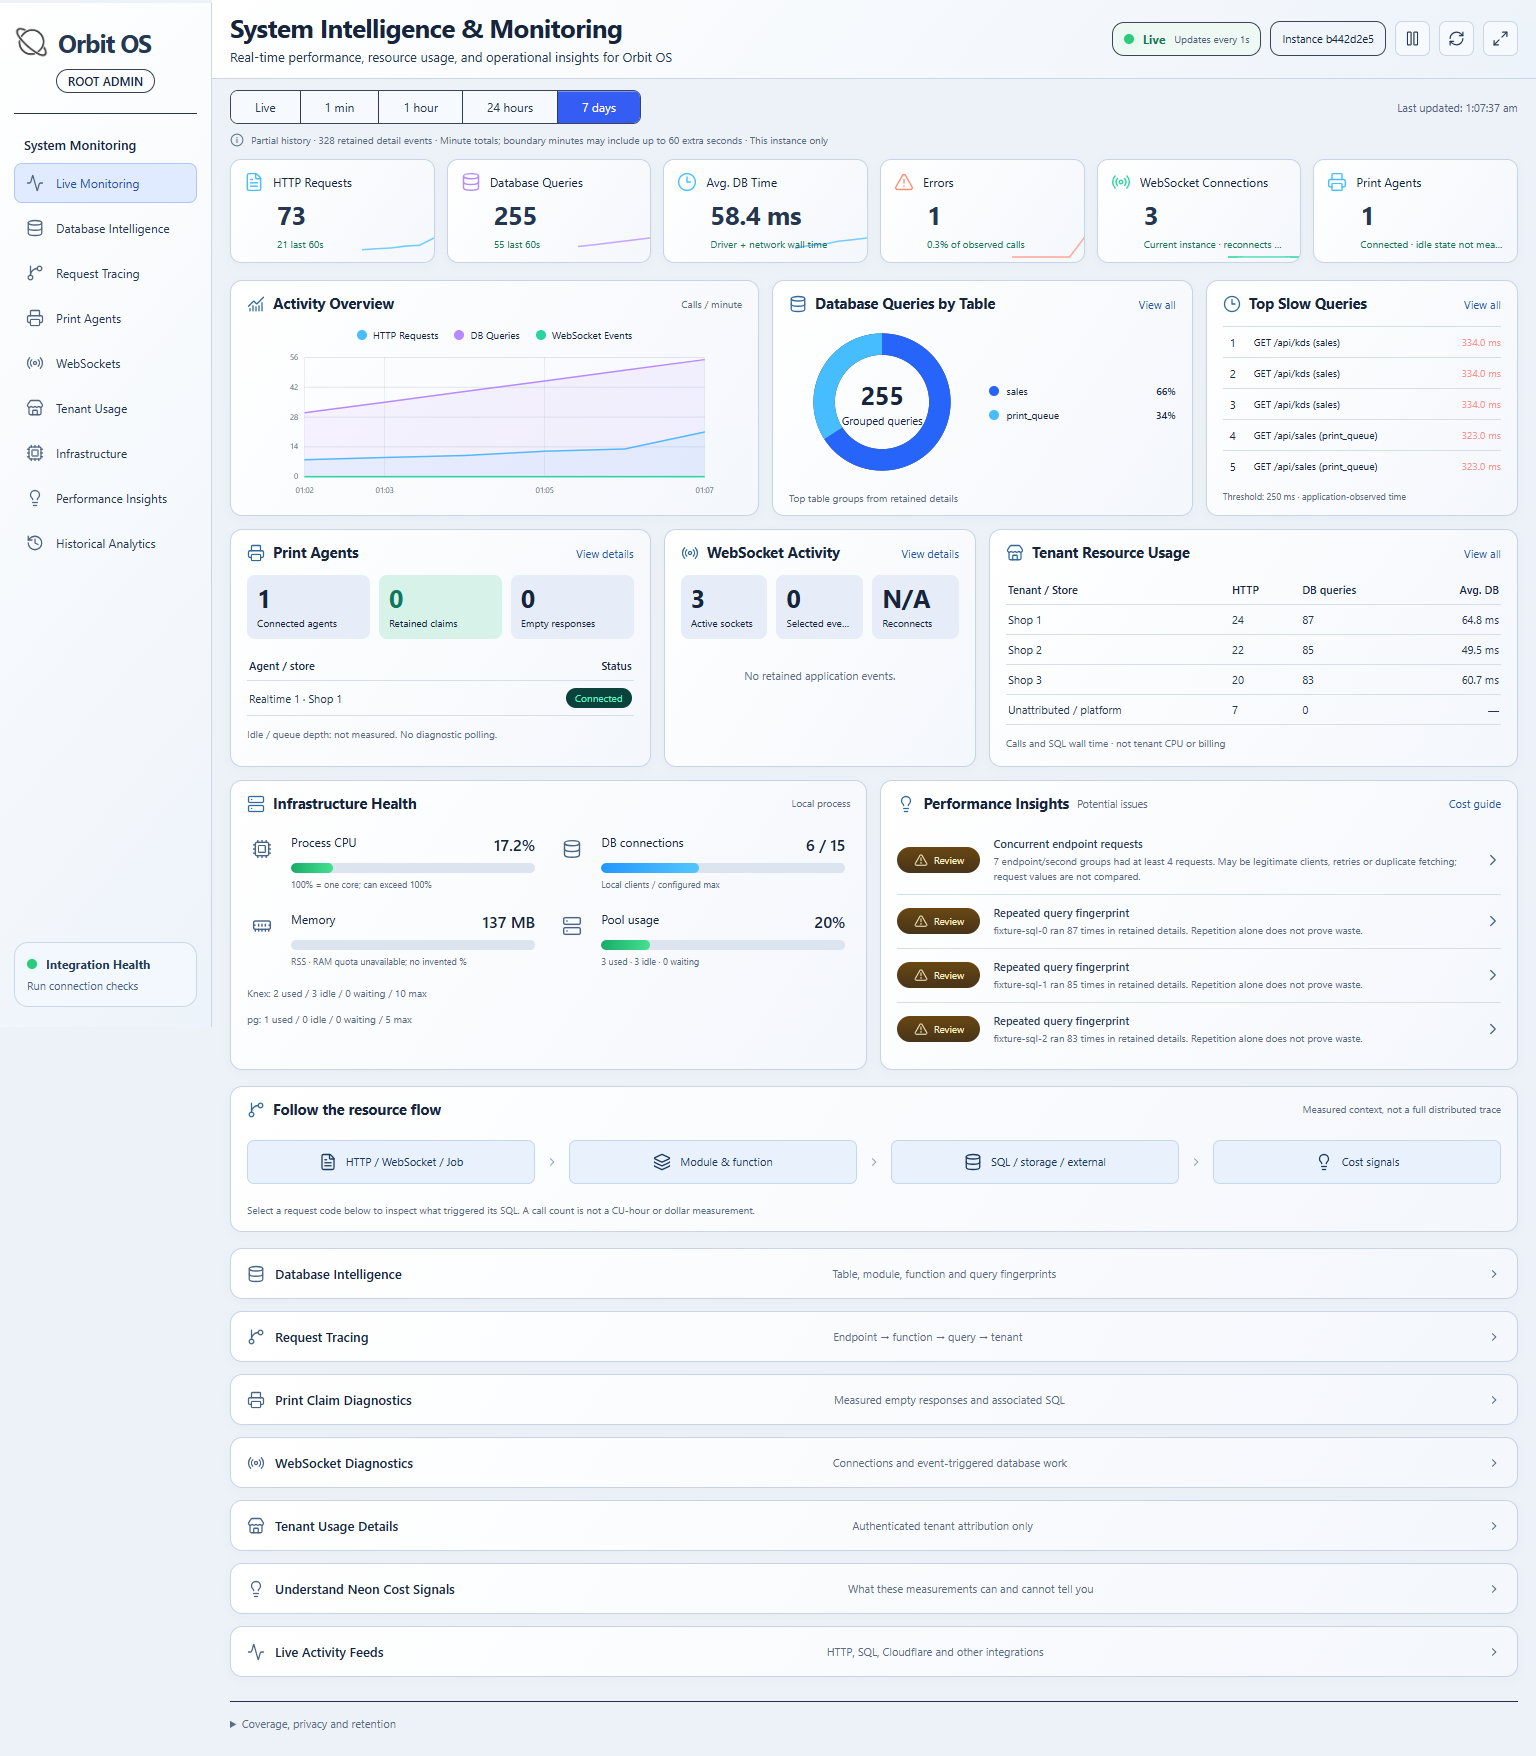 Orbit OS
ROOT ADMIN
System Monitoring
Live Monitoring
Database Intelligence
Request Tracing
Print Agents
WebSockets
Tenant Usage
Infrastructure
Performance Insights
Historical Analytics
Integration Health
Run connection checks
System Intelligence & Monitoring
Real-time performance, resource usage, and operational insights for Orbit OS
Live Updates every 1s
Instance b442d2e5
Live 1 min 1 hour 24 hours 7 days
Last updated: 1:07:37 am
Partial history · 328 retained detail events · Minute totals; boundary minutes may include up to 60 extra seconds · This instance only
HTTP Requests
73
21 last 60s
Database Queries
255
55 last 60s
Avg. DB Time
58.4 ms
Driver + network wall time
Errors
1
0.3% of observed calls
WebSocket Connections
3
Current instance · reconnects ...
Print Agents
1
Connected · idle state not mea...
Activity Overview
Calls / minute
HTTP Requests DB Queries WebSocket Events
56
42
28
14
0
01:02 01:03 01:05 01:07
Database Queries by Table
View all
255
Grouped queries
sales 66%
print_queue 34%
Top table groups from retained details
Top Slow Queries
View all
1 GET /api/kds (sales) 334.0 ms
2 GET /api/kds (sales) 334.0 ms
3 GET /api/kds (sales) 334.0 ms
4 GET /api/sales (print_queue) 323.0 ms
5 GET /api/sales (print_queue) 323.0 ms
Threshold: 250 ms · application-observed time
Print Agents
View details
1
Connected agents
0
Retained claims
0
Empty responses
Agent / store Status
Realtime 1 · Shop 1 Connected
Idle / queue depth: not measured. No diagnostic polling.
WebSocket Activity
View details
3
Active sockets
0
Selected eve...
N/A
Reconnects
No retained application events.
Tenant Resource Usage
View all
Tenant / Store HTTP DB queries Avg. DB
Shop 1 24 87 64.8 ms
Shop 2 22 85 49.5 ms
Shop 3 20 83 60.7 ms
Unattributed / platform 7 0 —
Calls and SQL wall time · not tenant CPU or billing
Infrastructure Health
Local process
Process CPU 17.2%
100% = one core; can exceed 100%
DB connections 6 / 15
Local clients / configured max
Memory 137 MB
RSS · RAM quota unavailable; no invented %
Pool usage 20%
3 used · 3 idle · 0 waiting
Knex: 2 used / 3 idle / 0 waiting / 10 max
pg: 1 used / 0 idle / 0 waiting / 5 max
Performance Insights Potential issues
Cost guide
Review
Concurrent endpoint requests
7 endpoint/second groups had at least 4 requests. May be legitimate clients, retries or duplicate fetching;
request values are not compared.
Review
Repeated query fingerprint
fixture-sql-0 ran 87 times in retained details. Repetition alone does not prove waste.
Review
Repeated query fingerprint
fixture-sql-1 ran 85 times in retained details. Repetition alone does not prove waste.
Review
Repeated query fingerprint
fixture-sql-2 ran 83 times in retained details. Repetition alone does not prove waste.
Follow the resource flow
Measured context, not a full distributed trace
HTTP / WebSocket / Job
Module & function
SQL / storage / external
Cost signals
Select a request code below to inspect what triggered its SQL. A call count is not a CU-hour or dollar measurement.
Database Intelligence Table, module, function and query fingerprints
Request Tracing Endpoint → function → query → tenant
Print Claim Diagnostics Measured empty responses and associated SQL
WebSocket Diagnostics Connections and event-triggered database work
Tenant Usage Details Authenticated tenant attribution only
Understand Neon Cost Signals What these measurements can and cannot tell you
Live Activity Feeds HTTP, SQL, Cloudflare and other integrations
Coverage, privacy and retention